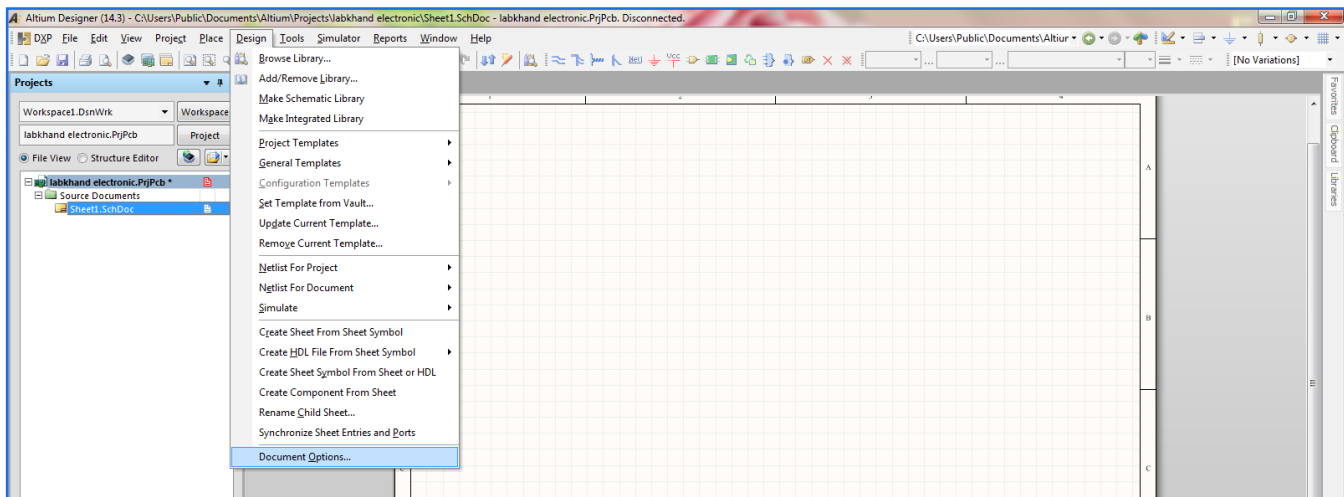 Altium Designer (14.3) - C:\Users\Public\Documents\Altium\Projects\labkhand electronic\Sheet1.SchDoc - labkhand electronic.PrjPcb. Disconnected.
DXP File Edit View Project Place Design Tools Simulator Reports Window Help C:\Users\Public\Documents\Altiur
[No Variations]
Projects
Workspace1.DsnWrk Workspace
labkhand electronic.PrjPcb Project
File View Structure Editor
labkhand electronic.PrjPcb *
Source Documents
Sheet1.SchDoc
Browse Library...
Add/Remove Library...
Make Schematic Library
Make Integrated Library
Project Templates
General Templates
Configuration Templates
Set Template from Vault...
Update Current Template...
Remove Current Template...
Netlist For Project
Netlist For Document
Simulate
Create Sheet From Sheet Symbol
Create HDL File From Sheet Symbol
Create Sheet Symbol From Sheet or HDL
Create Component From Sheet
Rename Child Sheet...
Synchronize Sheet Entries and Ports
Document Options...
A
B
C
C
Favorites
Clipboard
Libraries